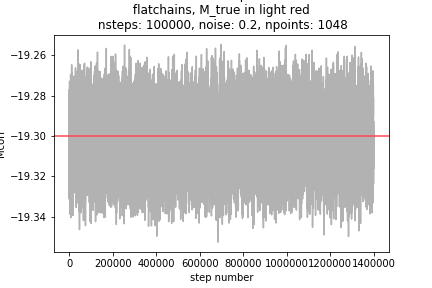 flatchains, M_true in light red
nsteps: 100000, noise: 0.2, npoints: 1048
−19.26
−19.28
−19.30
−19.32
−19.34
0 200000 400000 600000 800000 1000000 1200000 1400000
step number